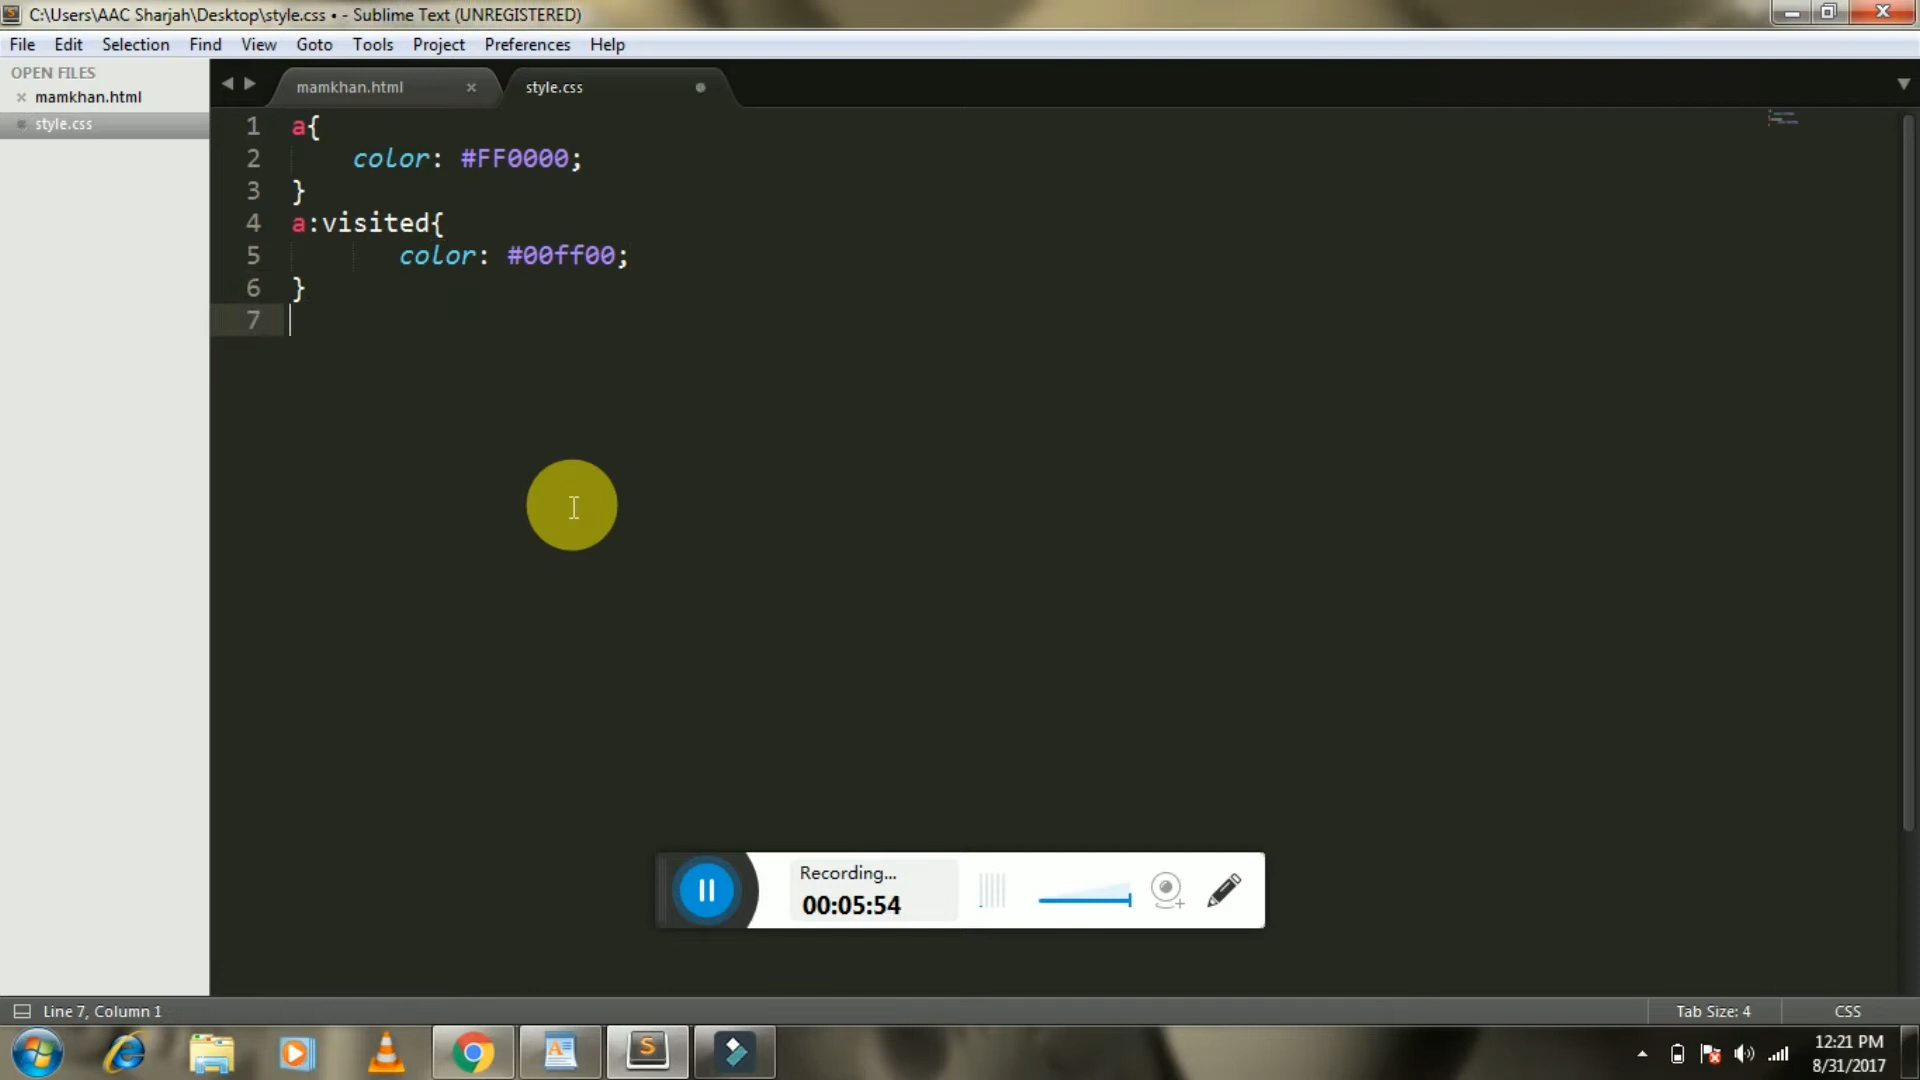 C:\Users\AAC Sharjah\Desktop\style.css • - Sublime Text (UNREGISTERED)
File Edit Selection Find View Goto Tools Project Preferences Help
OPEN FILES
mamkhan.html
style.css
mamkhan.html style.css
1 a{
2 color: #FF0000;
3 }
4 a:visited{
5 color: #00ff00;
6 }
7
Recording...
00:05:54
Line 7, Column 1 Tab Size: 4 CSS
12:21 PM
8/31/2017